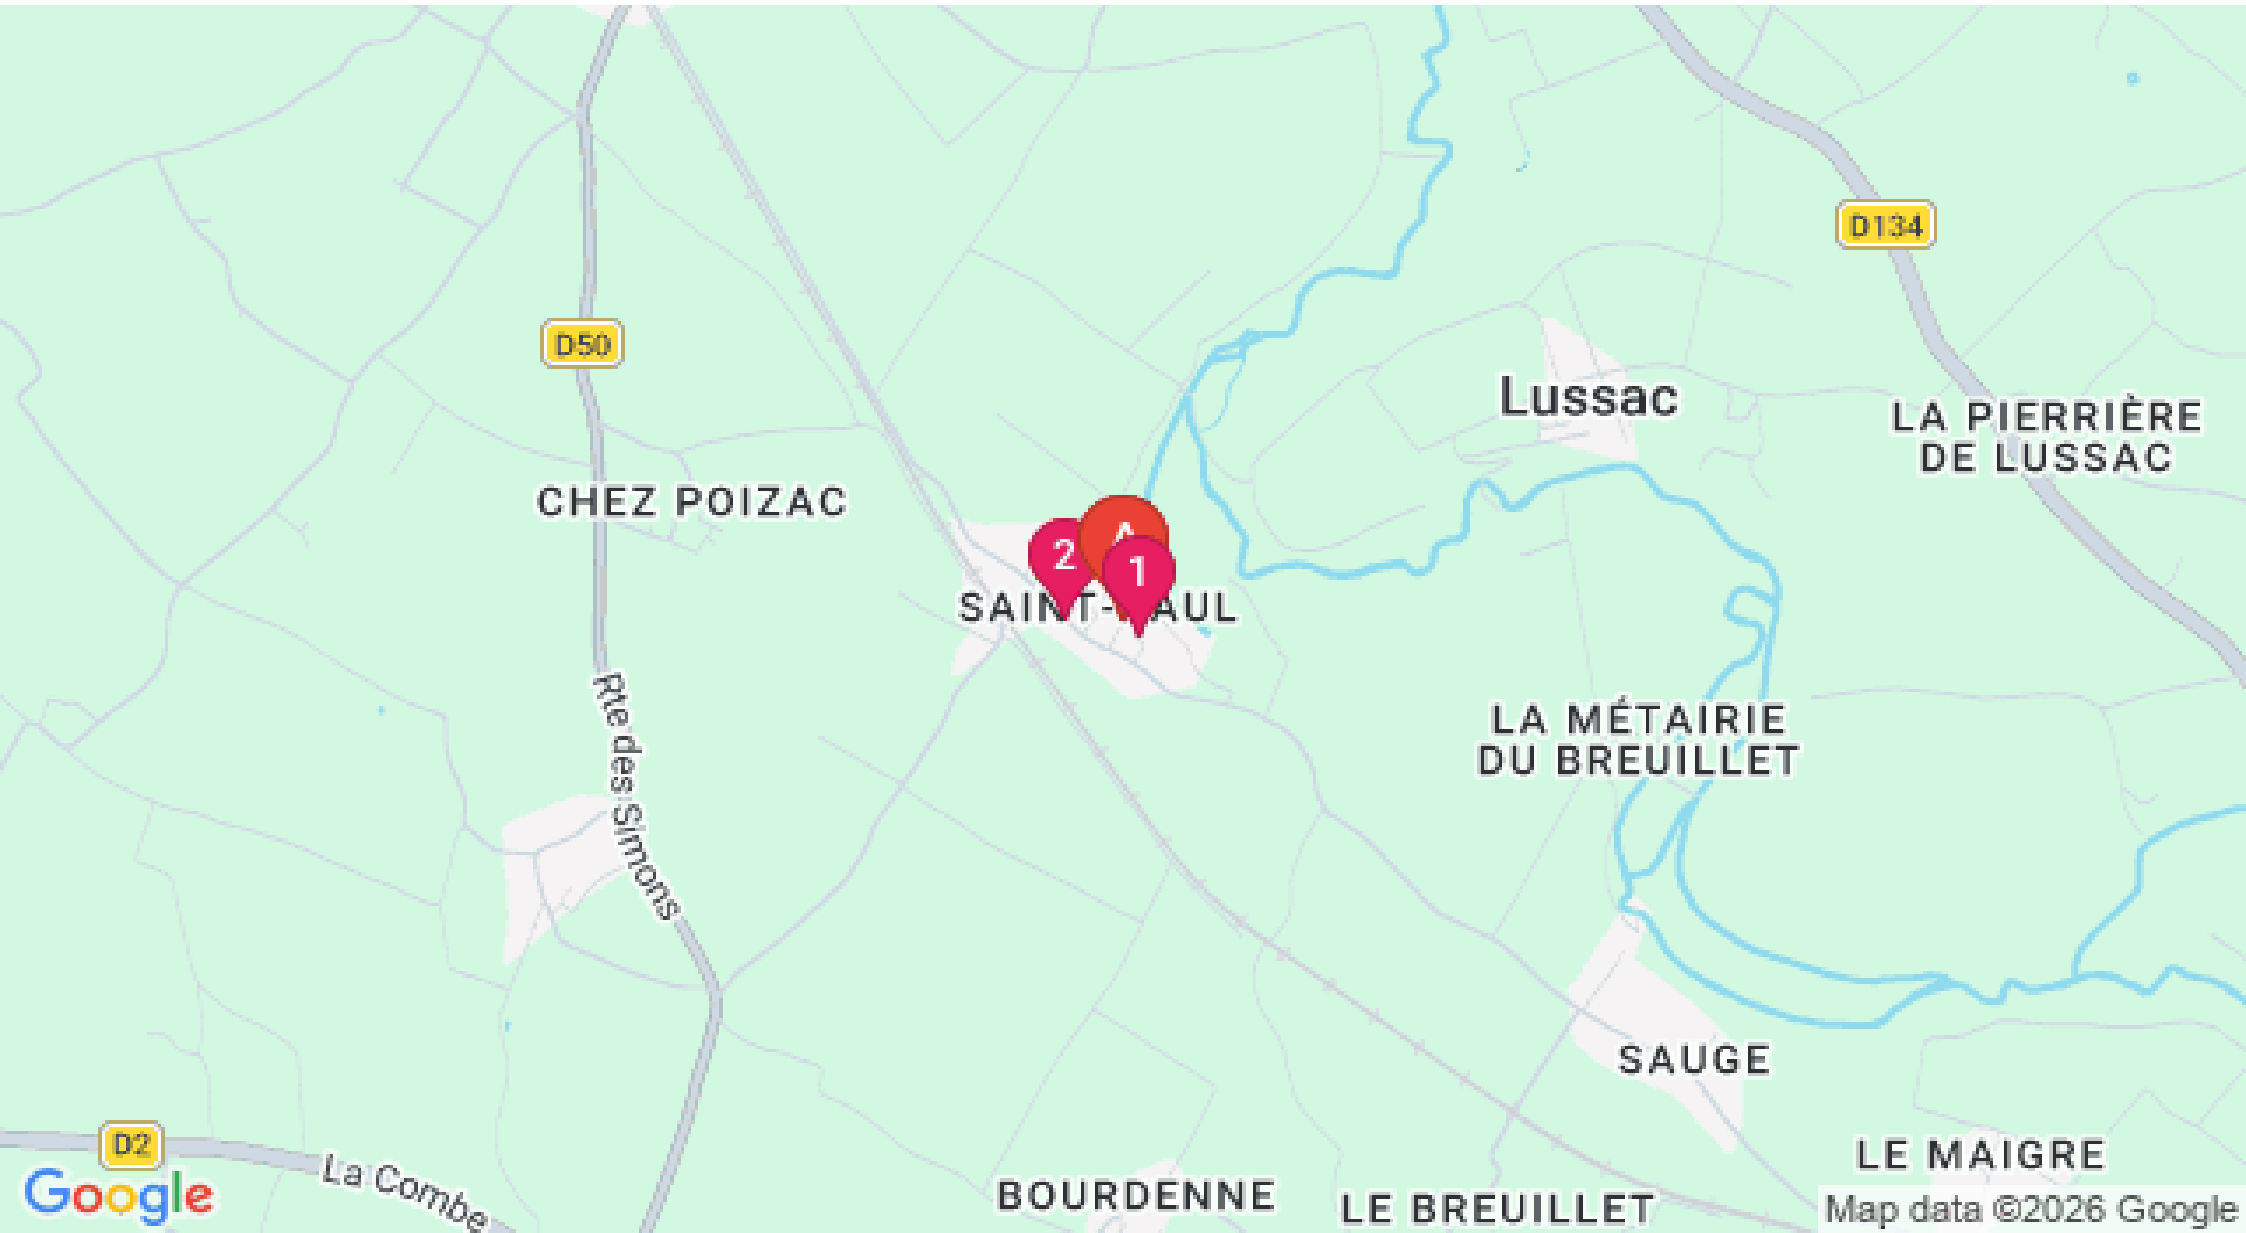 D134
D50
Lussac
LA PIERRIÈRE
DE LUSSAC
CHEZ POIZAC
2
A
1
SAINT-PAUL
Rte des Simons
LA MÉTAIRIE
DU BREUILLET
SAUGE
D2
La Combe
LE MAIGRE
BOURDENNE
LE BREUILLET
Google
Map data ©2026 Google